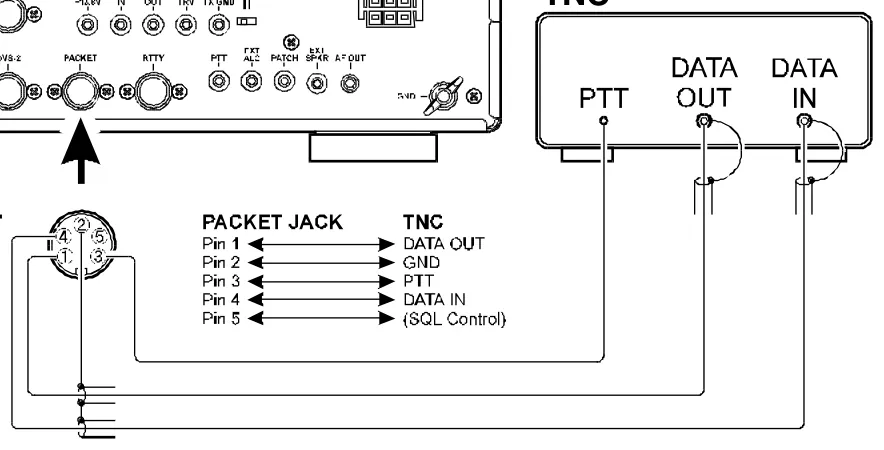 TNC
-13.8V IN OUT TRV TX GND
DVS-2 PACKET RTTY PTT EXT ALC PATCH EXT SPKR AF OUT
GND
PTT
DATA OUT
DATA IN
2
4 5
1 3
PACKET JACK TNC
Pin 1 DATA OUT
Pin 2 GND
Pin 3 PTT
Pin 4 DATA IN
Pin 5 (SQL Control)